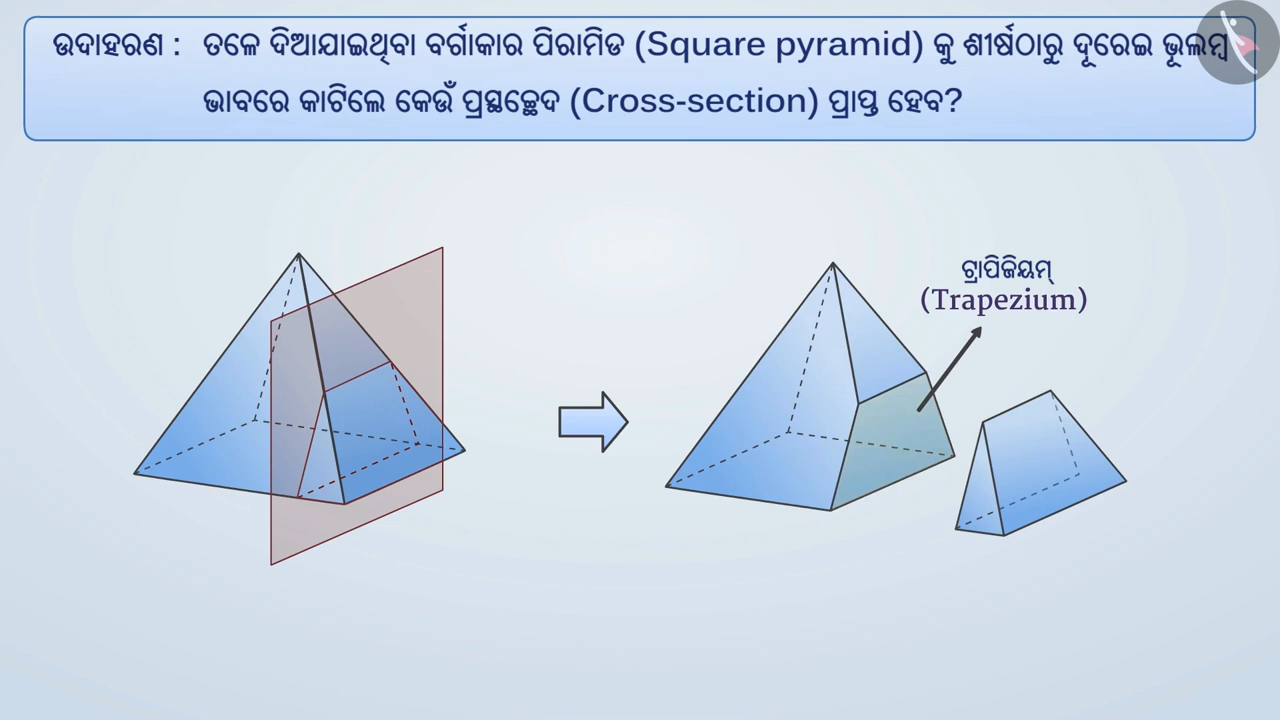 ଉଦାହରଣ : ତଳେ ଦିଆଯାଇଥିବା ବର୍ଗାକାର ପିରାମିଡ (Square pyramid) କୁ ଶୀର୍ଷଠାରୁ ଦୂରେଇ ଭୂଲମ୍ବ
ଭାବରେ କାଟିଲେ କେଉଁ ପ୍ରସ୍ଥଚ୍ଛେଦ (Cross-section) ପ୍ରାପ୍ତ ହେବ?
ଟ୍ରାପିଜିୟମ୍
(Trapezium)